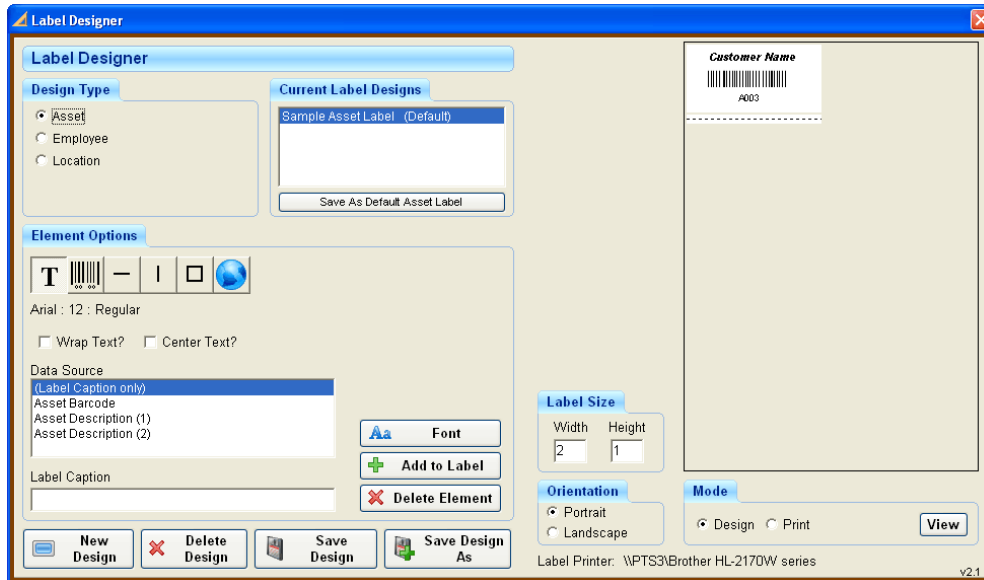 Label Designer
Label Designer
Design Type
Asset
Employee
Location
Current Label Designs
Sample Asset Label (Default)
Save As Default Asset Label
Customer Name
A003
Element Options
T
Arial : 12 : Regular
Wrap Text? Center Text?
Data Source
(Label Caption only)
Asset Barcode
Asset Description (1)
Asset Description (2)
Label Caption
Aa Font
Add to Label
Delete Element
Label Size
Width Height
2 1
Orientation
Portrait
Landscape
Mode
Design Print
View
New Design
Delete Design
Save Design
Save Design As
Label Printer: \\PTS3\Brother HL-2170W series
v2.1